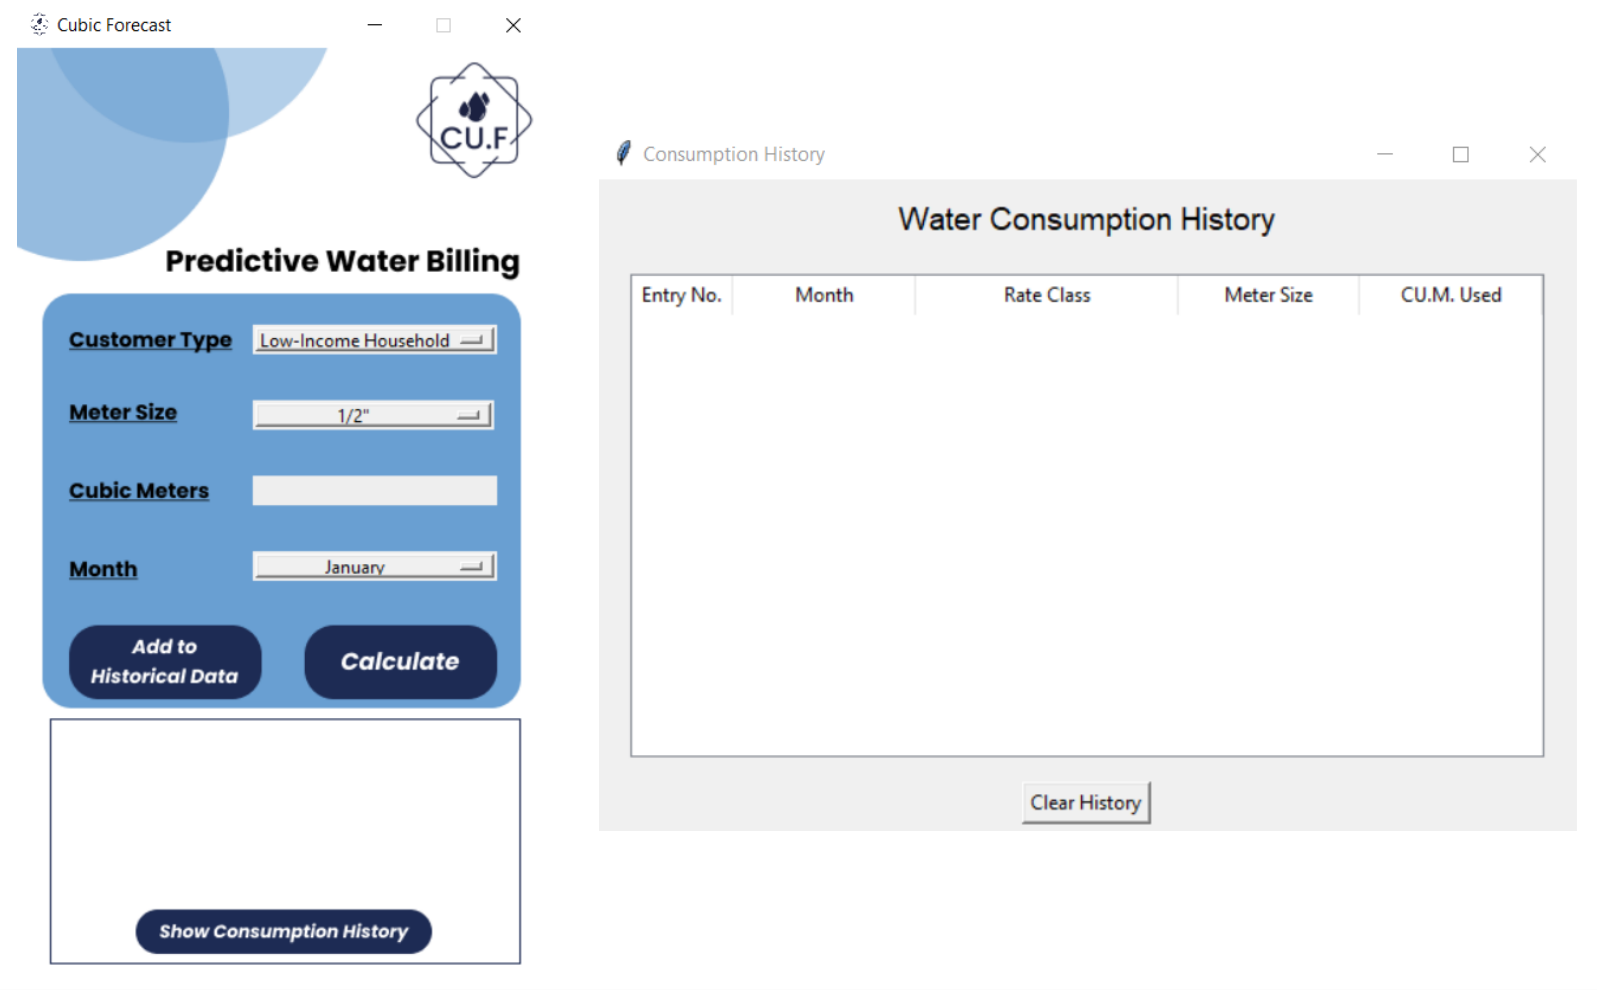 Cubic Forecast
CU.F
Predictive Water Billing
Customer Type
Low-Income Household
Meter Size
1/2"
Cubic Meters
Month
January
Add to
Historical Data
Calculate
Show Consumption History
Consumption History
Water Consumption History
Entry No. Month Rate Class Meter Size CU.M. Used
Clear History